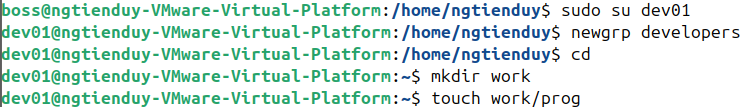 boss@ngtienduy-VMware-Virtual-Platform:/home/ngtienduy$ sudo su dev01
dev01@ngtienduy-VMware-Virtual-Platform:/home/ngtienduy$ newgrp developers
dev01@ngtienduy-VMware-Virtual-Platform:/home/ngtienduy$ cd
dev01@ngtienduy-VMware-Virtual-Platform:~$ mkdir work
dev01@ngtienduy-VMware-Virtual-Platform:~$ touch work/prog